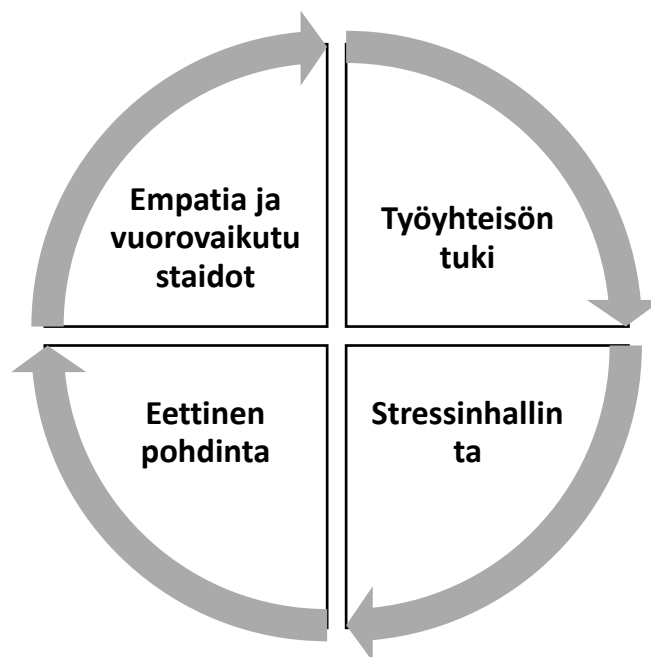 Empatia ja
vuorovaikutu
staidot
Työyhteisön
tuki
Eettinen
pohdinta
Stressinhallin
ta